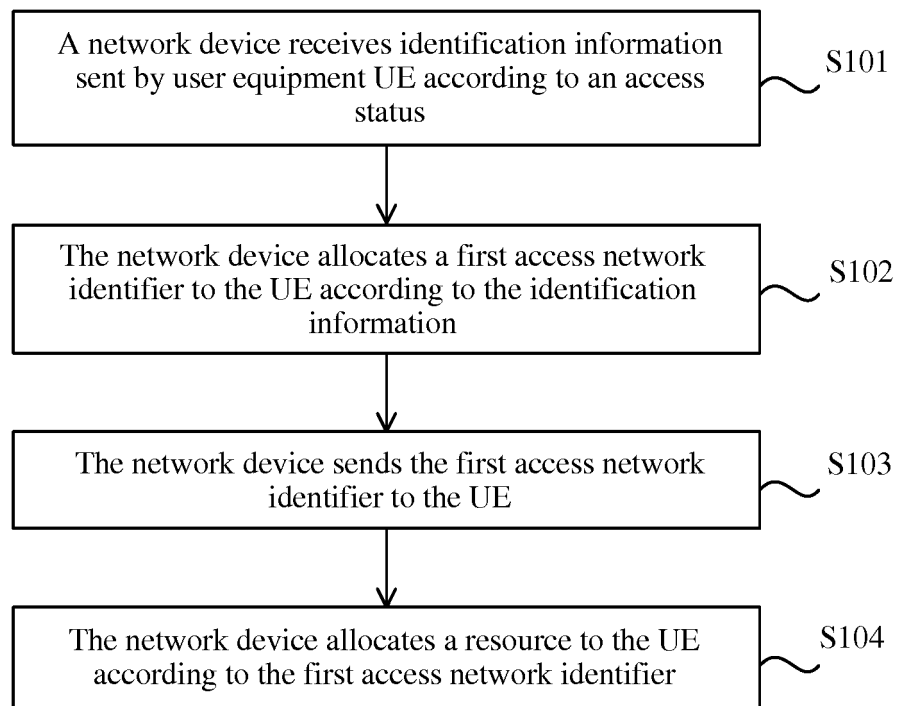 A network device receives identification information
sent by user equipment UE according to an access
status
S101
The network device allocates a first access network
identifier to the UE according to the identification
information
S102
The network device sends the first access network
identifier to the UE
S103
The network device allocates a resource to the UE
according to the first access network identifier
S104